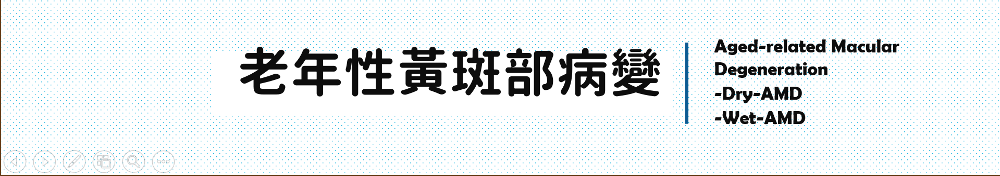 老年性黃斑部病變
Aged-related Macular
Degeneration
-Dry-AMD
-Wet-AMD